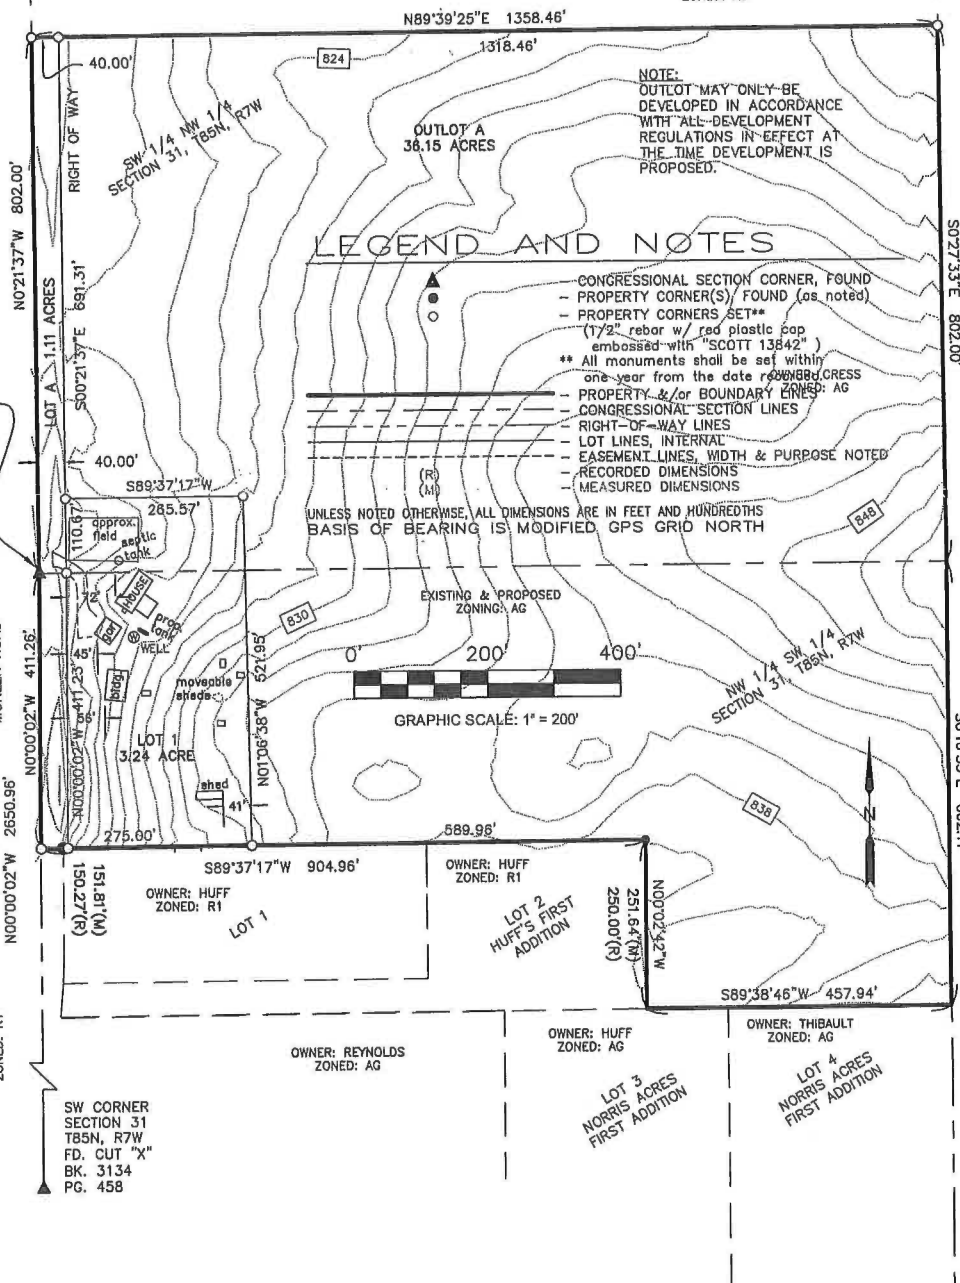 N89°39'25"E 1358.46'
1318.46'
40.00'
824
RIGHT OF WAY
SW 1/4 NW 1/4
SECTION 31, T85N, R7W
OUTLOT A
36.15 ACRES
NOTE:
OUTLOT MAY ONLY BE
DEVELOPED IN ACCORDANCE
WITH ALL DEVELOPMENT
REGULATIONS IN EFFECT AT
THE TIME DEVELOPMENT IS
PROPOSED.
N0°21'37"W 802.00'
S0°27'33"E 802.00'
LOT A 1.11 ACRES
S00°21'37"E 691.31'
LEGEND AND NOTES
- CONGRESSIONAL SECTION CORNER, FOUND
- PROPERTY CORNER(S) FOUND (as noted)
- PROPERTY CORNERS SET**
(1/2" rebar w/ red plastic cap
embossed with "SCOTT 13842" )
** All monuments shall be set within
one year from the date recorded.
OWNER: CRESS
ZONED: AG
- PROPERTY &/or BOUNDARY LINES
- CONGRESSIONAL SECTION LINES
- RIGHT-OF-WAY LINES
- LOT LINES, INTERNAL
- EASEMENT LINES, WIDTH & PURPOSE NOTED
(R) - RECORDED DIMENSIONS
(M) - MEASURED DIMENSIONS
UNLESS NOTED OTHERWISE, ALL DIMENSIONS ARE IN FEET AND HUNDREDTHS
BASIS OF BEARING IS MODIFIED GPS GRID NORTH
40.00'
S89°37'17"W
265.57'
110.67'
approx.
field
septic
tank
848
HOUSE
72'
prop.
tank
WELL
gar
45'
bldg
56'
moveable
sheds
830
EXISTING & PROPOSED
ZONING: AG
0' 200' 400'
GRAPHIC SCALE: 1" = 200'
NW 1/4 SW 1/4
SECTION 31, T85N, R7W
N0°00'02"W 411.26'
N00°00'02"W 411.23'
N01°06'38"W 521.95'
LOT 1
3.24 ACRE
shed
41'
838
N
275.00'
589.96'
S89°37'17"W 904.96'
N0°00'02"W 2650.96'
151.81'(M)
150.27'(R)
OWNER: HUFF
ZONED: R1
LOT 1
OWNER: HUFF
ZONED: R1
LOT 2
HUFF'S FIRST
ADDITION
N00°02'42"W
251.64'(M)
250.00'(R)
S89°38'46"W 457.94'
OWNER: REYNOLDS
ZONED: AG
OWNER: HUFF
ZONED: AG
LOT 3
NORRIS ACRES
FIRST ADDITION
OWNER: THIBAULT
ZONED: AG
LOT 4
NORRIS ACRES
FIRST ADDITION
SW CORNER
SECTION 31
T85N, R7W
FD. CUT "X"
BK. 3134
PG. 458